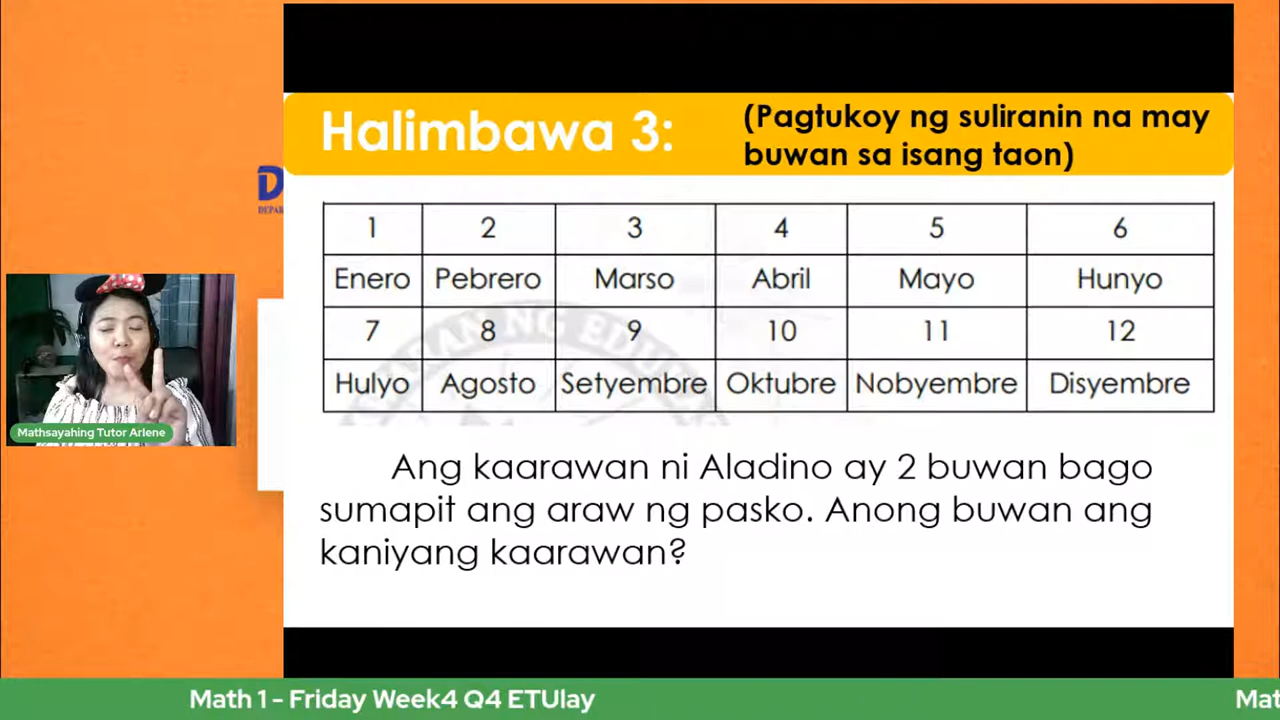 Halimbawa 3:
(Pagtukoy ng suliranin na may
buwan sa isang taon)
1 2 3 4 5 6
Enero Pebrero Marso Abril Mayo Hunyo
7 8 9 10 11 12
Hulyo Agosto Setyembre Oktubre Nobyembre Disyembre
Ang kaarawan ni Aladino ay 2 buwan bago
sumapit ang araw ng pasko. Anong buwan ang
kaniyang kaarawan?
D
DEPAR
Mathsayahing Tutor Arlene
Math 1 - Friday Week4 Q4 ETUlay
Mat